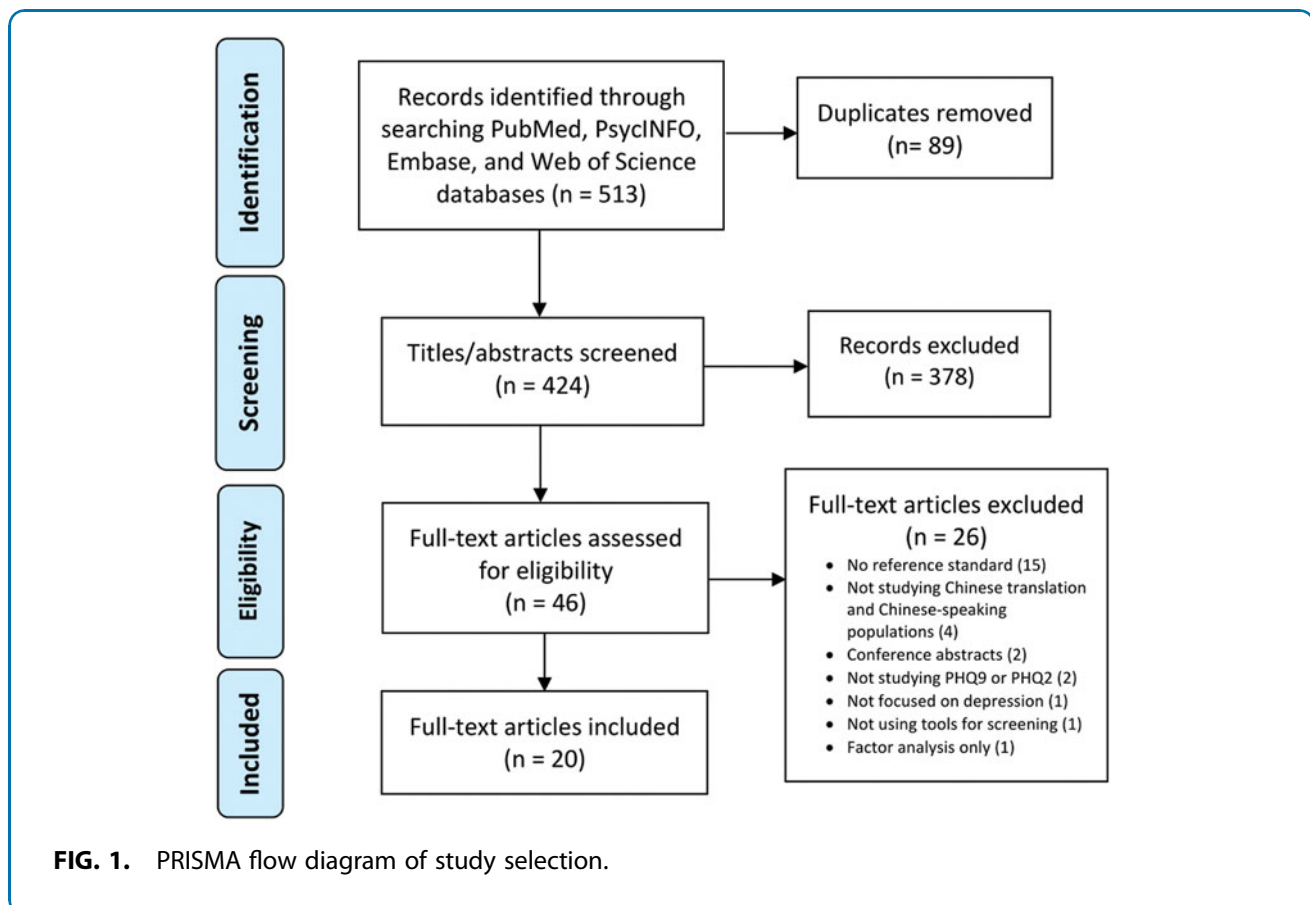 Identification
Records identified through
searching PubMed, PsycINFO,
Embase, and Web of Science
databases (n = 513)
Duplicates removed
(n= 89)
Screening
Titles/abstracts screened
(n = 424)
Records excluded
(n = 378)
Eligibility
Full-text articles assessed
for eligibility
(n = 46)
Full-text articles excluded
(n = 26)
• No reference standard (15)
• Not studying Chinese translation
and Chinese-speaking
populations (4)
• Conference abstracts (2)
• Not studying PHQ9 or PHQ2 (2)
• Not focused on depression (1)
• Not using tools for screening (1)
• Factor analysis only (1)
Included
Full-text articles included
(n = 20)
FIG. 1. PRISMA flow diagram of study selection.